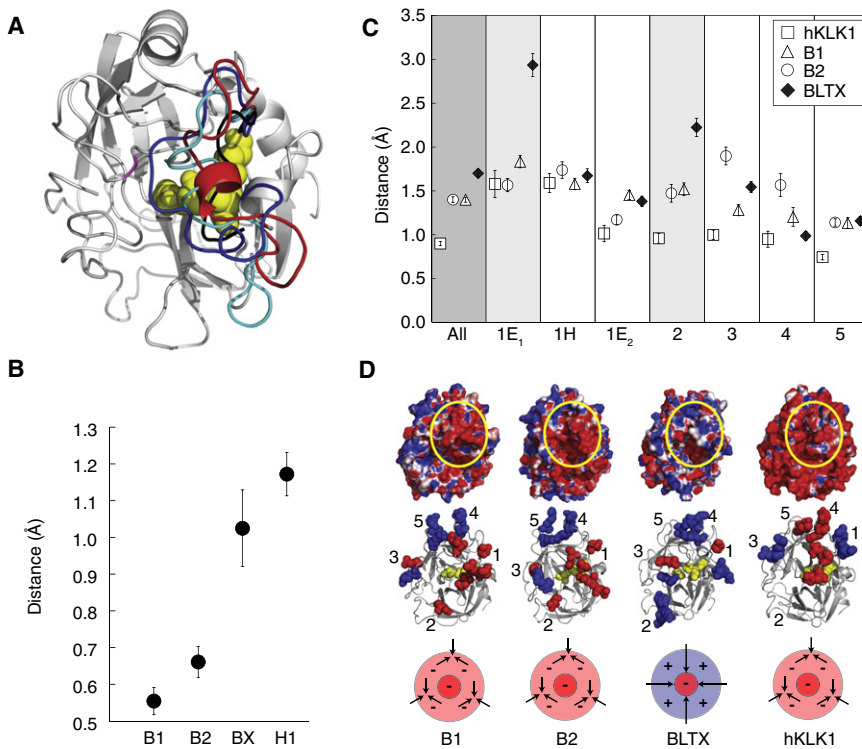 A
B
Distance (Å)
1.3
1.2
1.1
1.0
0.9
0.8
0.7
0.6
0.5
B1 B2 BX H1
C
Distance (Å)
3.5
3.0
2.5
2.0
1.5
1.0
0.5
0.0
hKLK1
B1
B2
BLTX
All 1E1 1H 1E2 2 3 4 5
D
5 4 3 1 2
5 4 3 1 2
5 4 3 1 2
5 4 3 1 2
- - - - -
- - - - -
+ + - + +
- - - - -
B1 B2 BLTX hKLK1